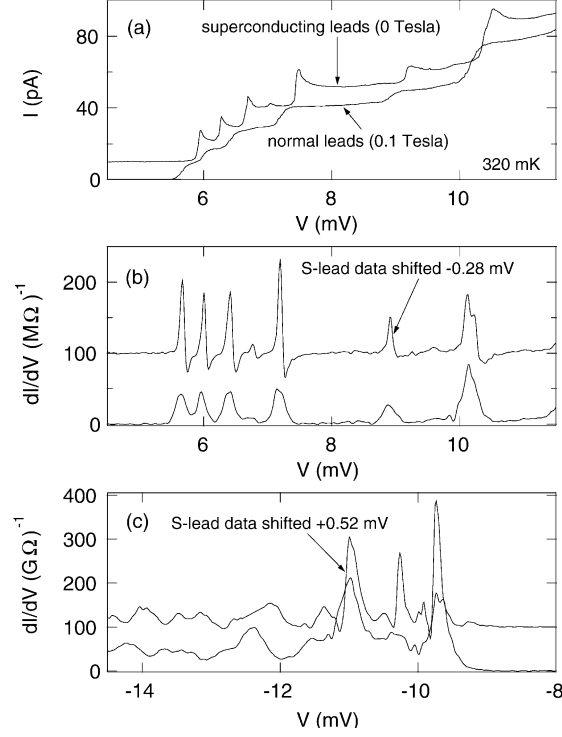 (a)
superconducting leads (0 Tesla)
normal leads (0.1 Tesla)
320 mK
I (pA)
80
40
0
6
8
10
V (mV)
(b)
S-lead data shifted -0.28 mV
dI/dV (MΩ)⁻¹
200
100
0
6
8
10
V (mV)
(c)
S-lead data shifted +0.52 mV
dI/dV (GΩ)⁻¹
400
300
200
100
0
-14
-12
-10
-8
V (mV)